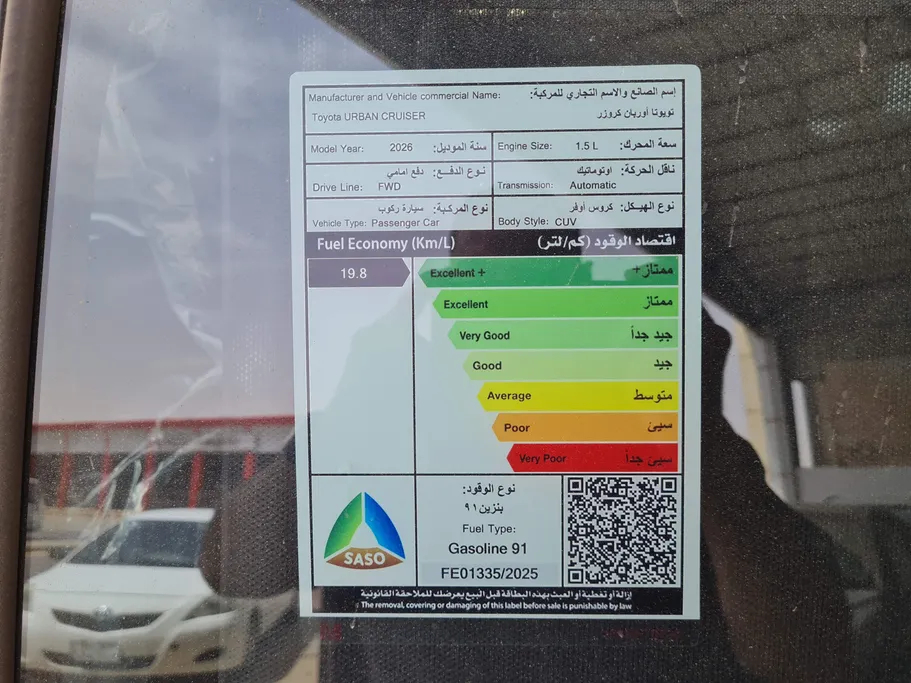 Manufacturer and Vehicle commercial Name: إسم الصانع والاسم التجاري للمركبة:
Toyota URBAN CRUISER تويوتا أوربان كروزر
Model Year: 2026 سنة الموديل:
Engine Size: 1.5 L سعة المحرك:
نوع الدفع: دفع امامي
Drive Line: FWD
ناقل الحركة: اوتوماتيك
Transmission: Automatic
نوع المركبة: سيارة ركوب
Vehicle Type: Passenger Car
نوع الهيكل: كروس أوفر
Body Style: CUV
Fuel Economy (Km/L) اقتصاد الوقود (كم/لتر)
19.8
Excellent + ممتاز+
Excellent ممتاز
Very Good جيد جداً
Good جيد
Average متوسط
Poor سيئ
Very Poor سيئ جداً
SASO
نوع الوقود:
بنزين٩١
Fuel Type:
Gasoline 91
FE01335/2025
إزالة أو تغطية أو العبث بهذه البطاقة قبل البيع يعرضك للملاحقة القانونية
The removal, covering or damaging of this label before sale is punishable by law